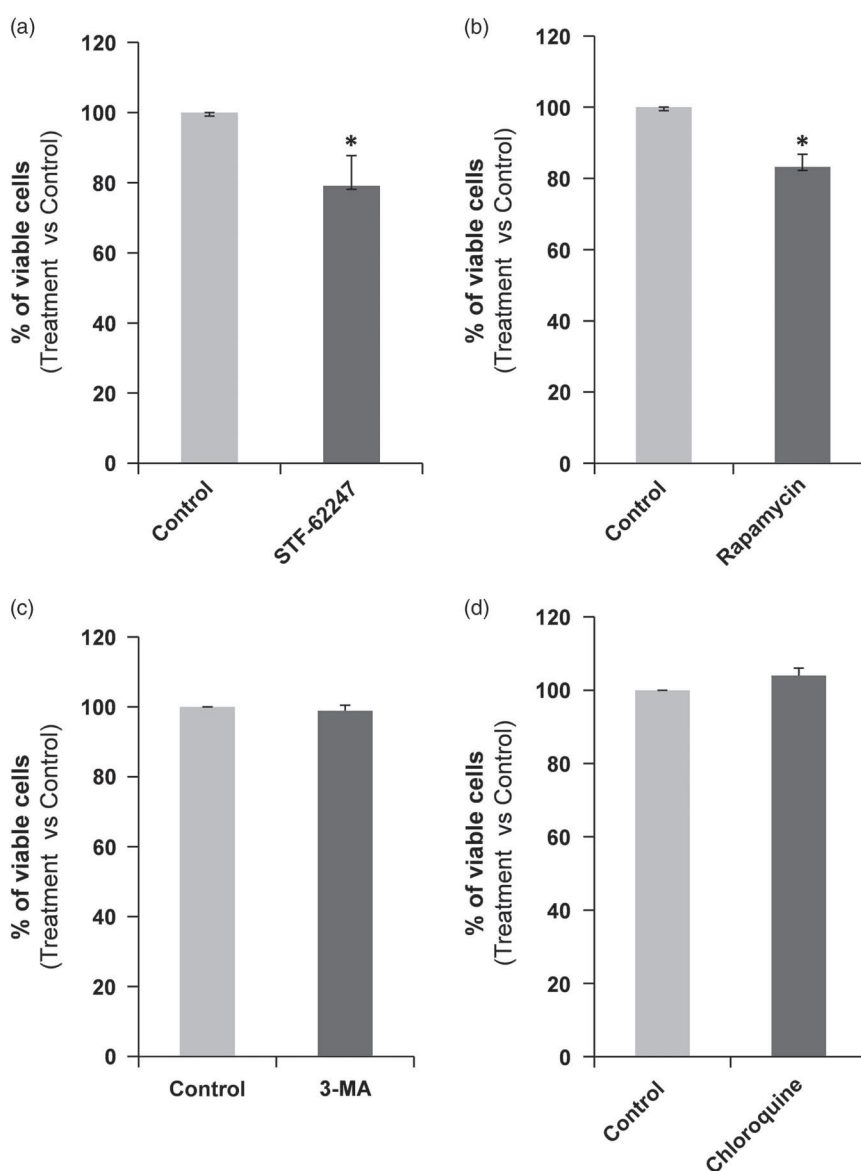 (a)
120
100
80
60
40
20
0
% of viable cells
(Treatment vs Control)
*
Control
STF-62247
(b)
120
100
80
60
40
20
0
% of viable cells
(Treatment vs Control)
*
Control
Rapamycin
(c)
120
100
80
60
40
20
0
% of viable cells
(Treatment vs Control)
Control
3-MA
(d)
120
100
80
60
40
20
0
% of viable cells
(Treatment vs Control)
Control
Chloroquine